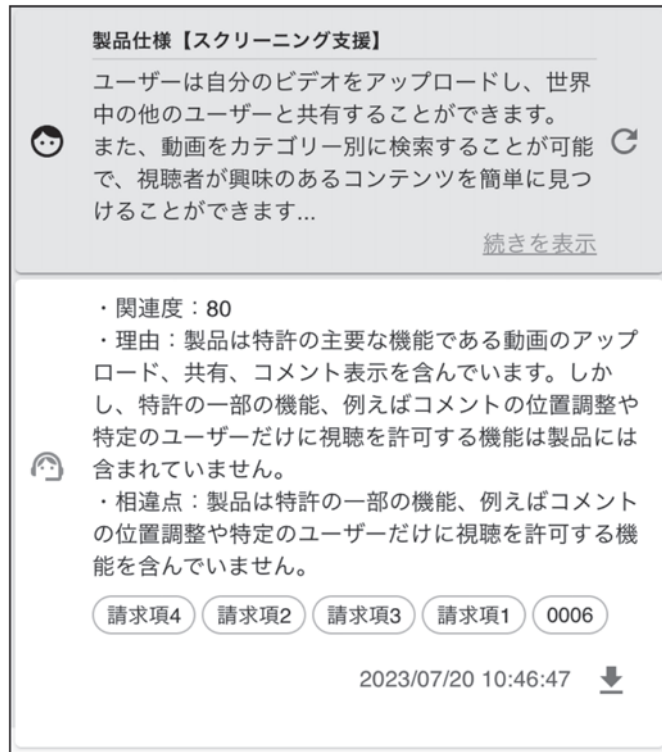 製品仕様【スクリーニング支援】
ユーザーは自分のビデオをアップロードし、世界
中の他のユーザーと共有することができます。
また、動画をカテゴリー別に検索することが可能
で、視聴者が興味のあるコンテンツを簡単に見つ
けることができます...
続きを表示
・関連度：80
・理由：製品は特許の主要な機能である動画のアップ
ロード、共有、コメント表示を含んでいます。しか
し、特許の一部の機能、例えばコメントの位置調整や
特定のユーザーだけに視聴を許可する機能は製品には
含まれていません。
・相違点：製品は特許の一部の機能、例えばコメント
の位置調整や特定のユーザーだけに視聴を許可する機
能を含んでいません。
請求項4 請求項2 請求項3 請求項1 0006
2023/07/20 10:46:47